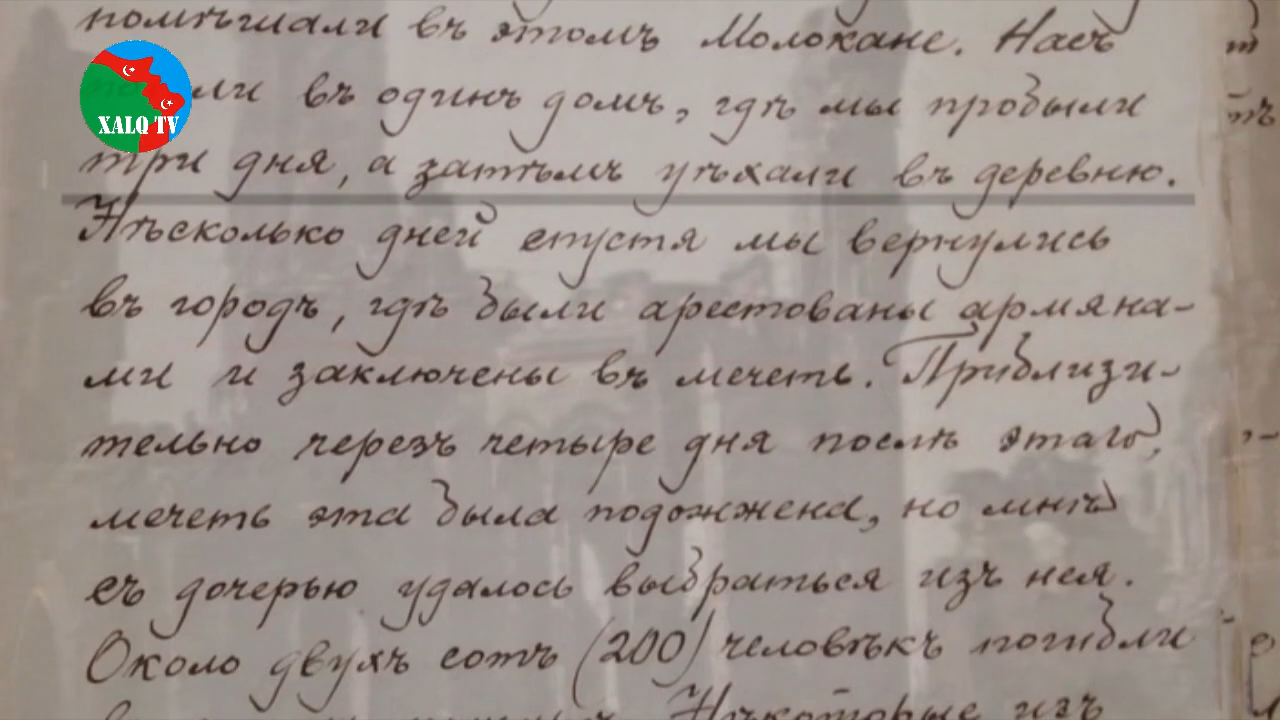 помѣшали въ этомъ Молокане. Насъ
ли въ одинъ домъ, гдѣ мы пробыли
XALQ TV
три дня, а затѣмъ уѣхали въ деревню.
Нѣсколько дней спустя мы вернулись
въ городъ, гдѣ были арестованы армяна-
ми и заключены въ мечеть. Приблизи-
тельно черезъ четыре дня послѣ этаго,
мечеть эта была подожжена, но мнѣ
съ дочерью удалось выбраться изъ нея.
Около двухъ сотъ (200) человѣкъ погибли
Нѣкоторые изъ